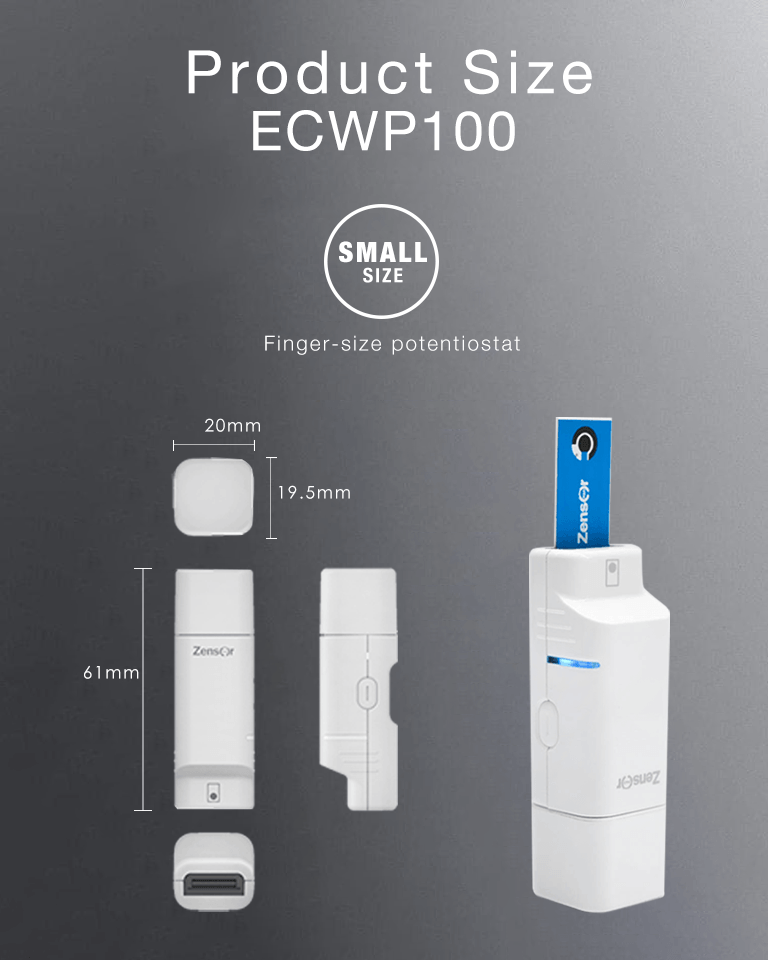 Product Size
ECWP100
SMALL
SIZE
Finger-size potentiostat
20mm
19.5mm
61mm
Zensor
Zensor
Zensor